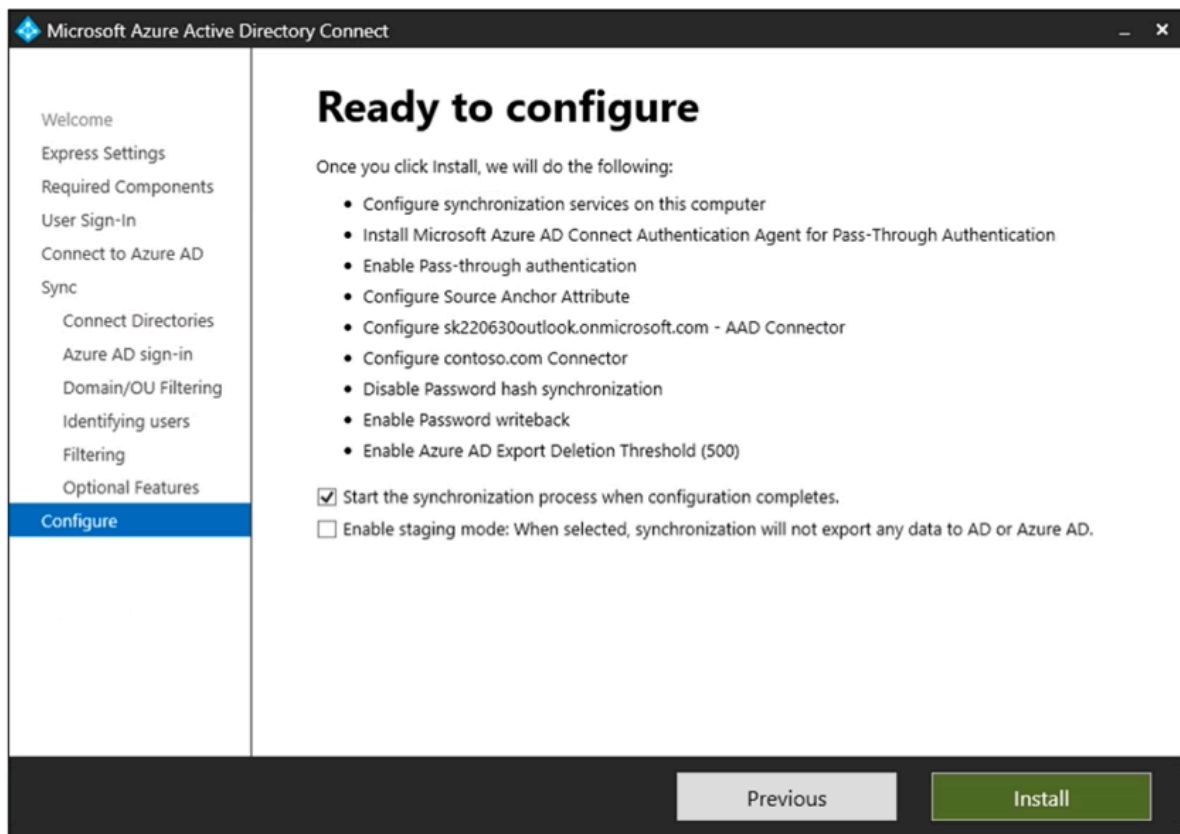 Microsoft Azure Active Directory Connect
Welcome
Express Settings
Required Components
User Sign-In
Connect to Azure AD
Sync
Connect Directories
Azure AD sign-in
Domain/OU Filtering
Identifying users
Filtering
Optional Features
Configure
Ready to configure
Once you click Install, we will do the following:
• Configure synchronization services on this computer
• Install Microsoft Azure AD Connect Authentication Agent for Pass-Through Authentication
• Enable Pass-through authentication
• Configure Source Anchor Attribute
• Configure sk220630outlook.onmicrosoft.com - AAD Connector
• Configure contoso.com Connector
• Disable Password hash synchronization
• Enable Password writeback
• Enable Azure AD Export Deletion Threshold (500)
Start the synchronization process when configuration completes.
Enable staging mode: When selected, synchronization will not export any data to AD or Azure AD.
Previous
Install